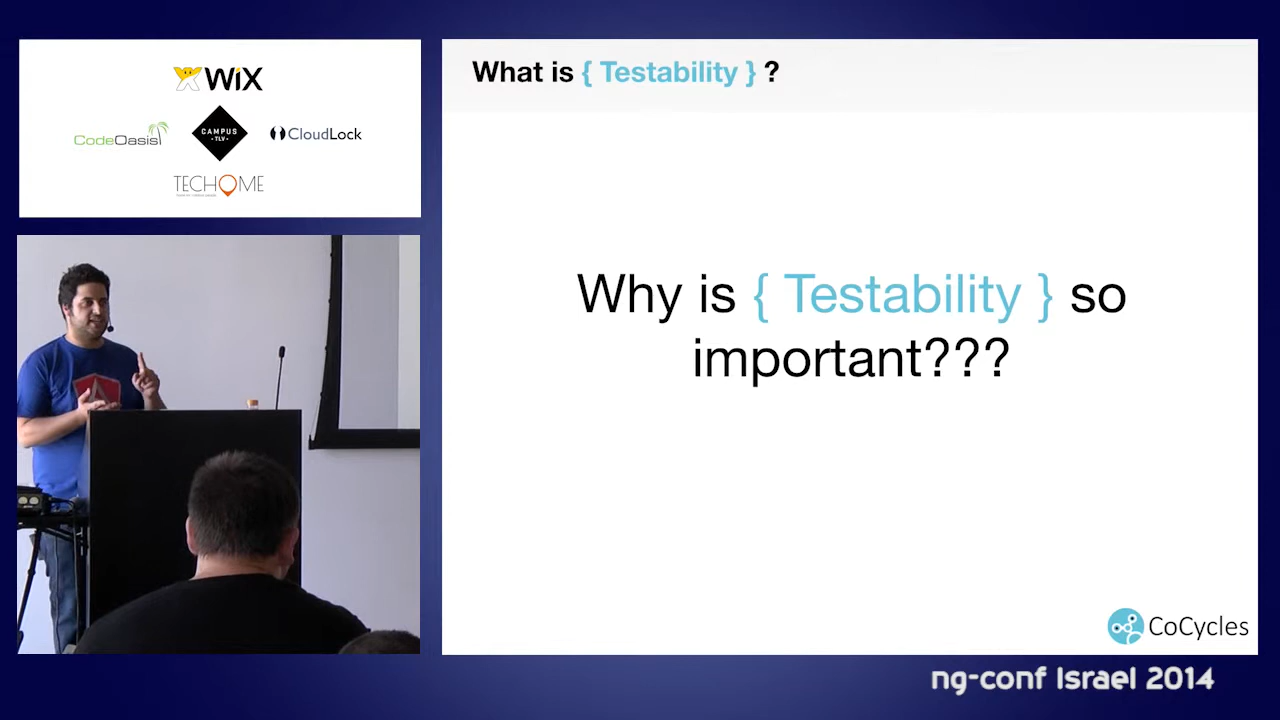 WiX
CodeOasis
CAMPUS
TLV
CloudLock
TECHOME
What is { Testability } ?
Why is { Testability } so
important???
CoCycles
ng-conf Israel 2014